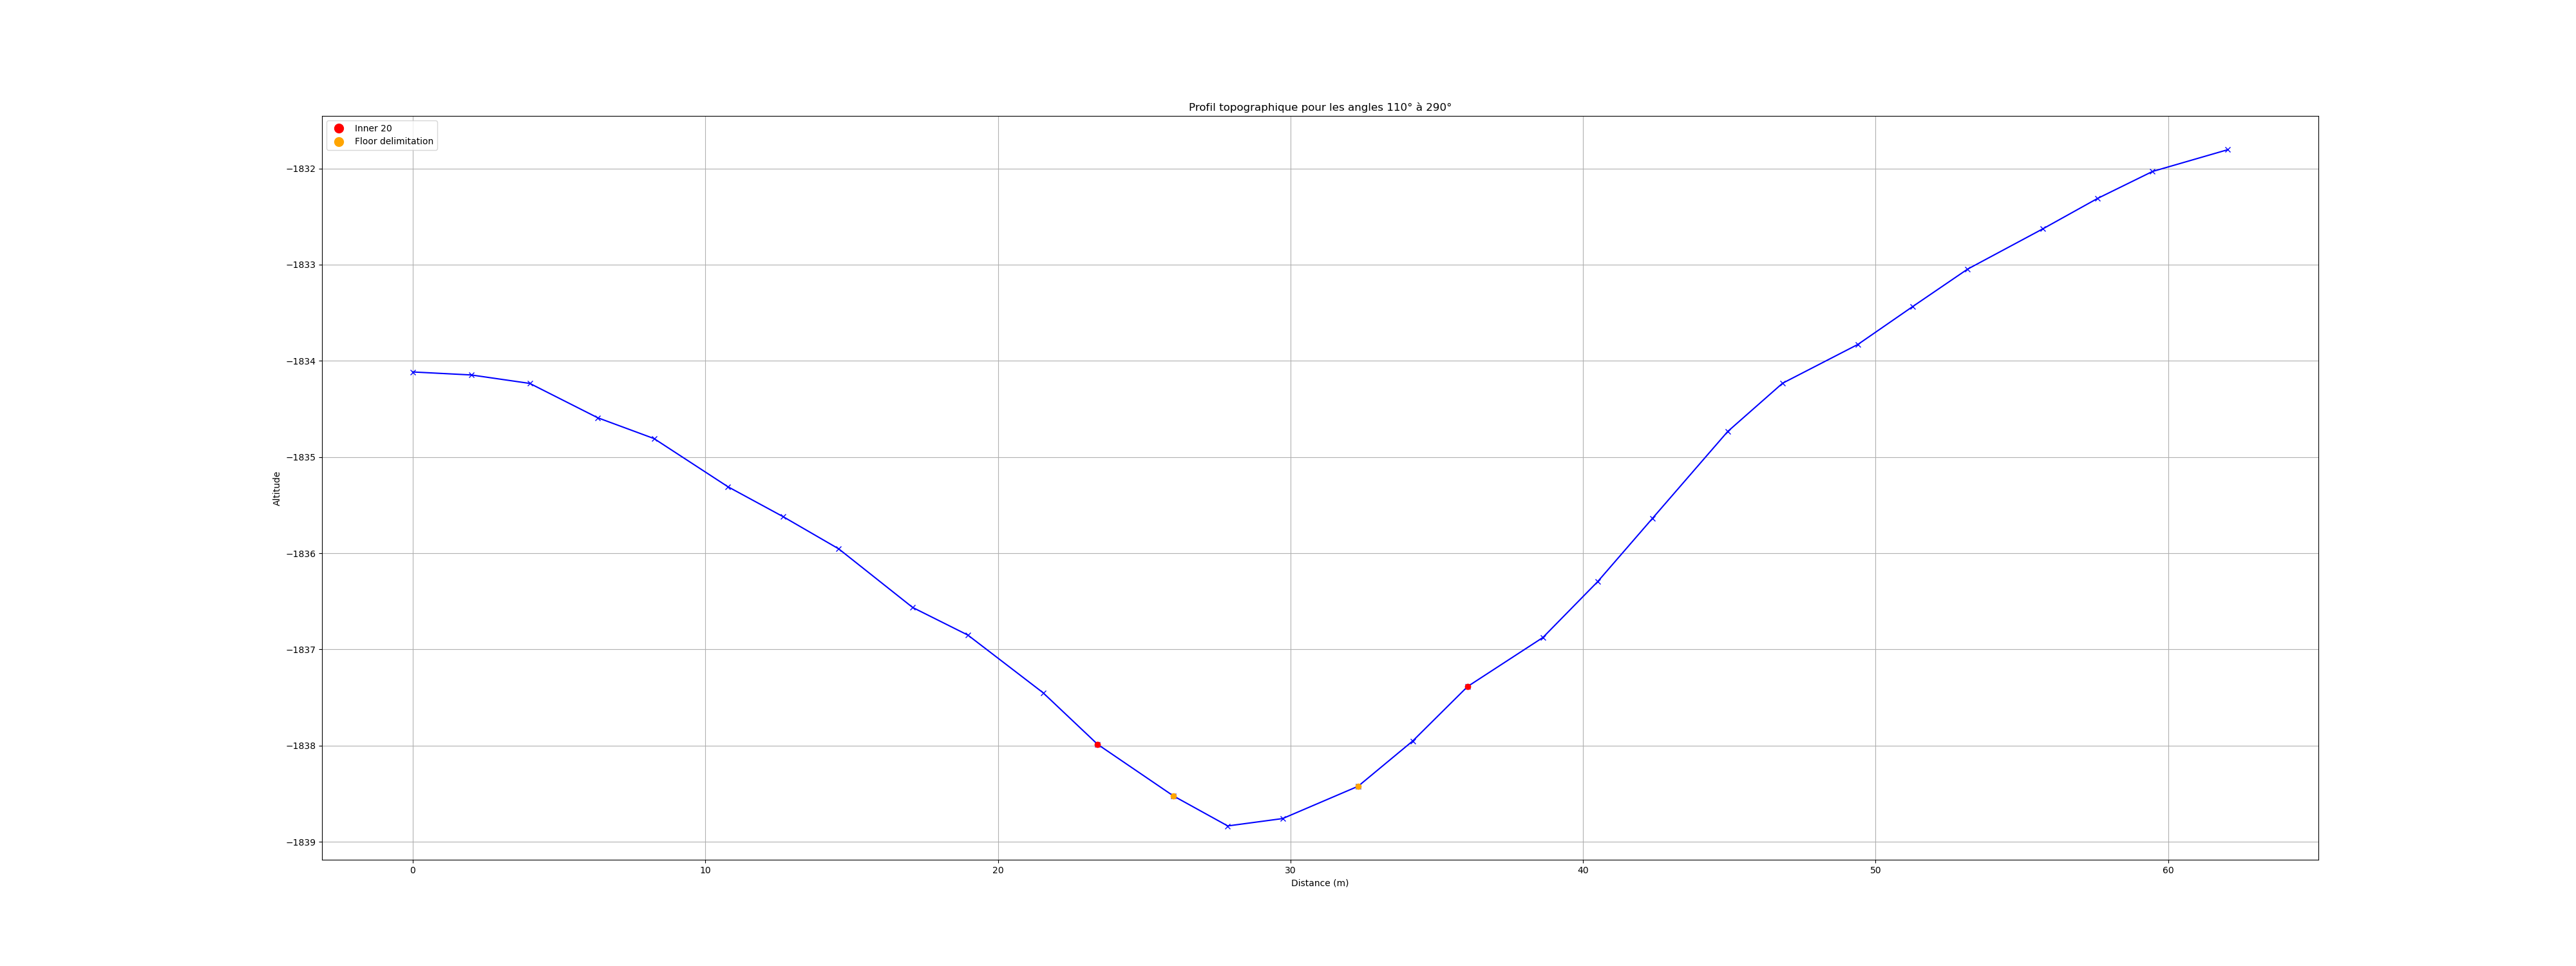 Profil topographique pour les angles 110° à 290°
Inner 20
Floor delimitation
−1832
−1833
−1834
−1835
−1836
−1837
−1838
−1839
Altitude
0 10 20 30 40 50 60
Distance (m)